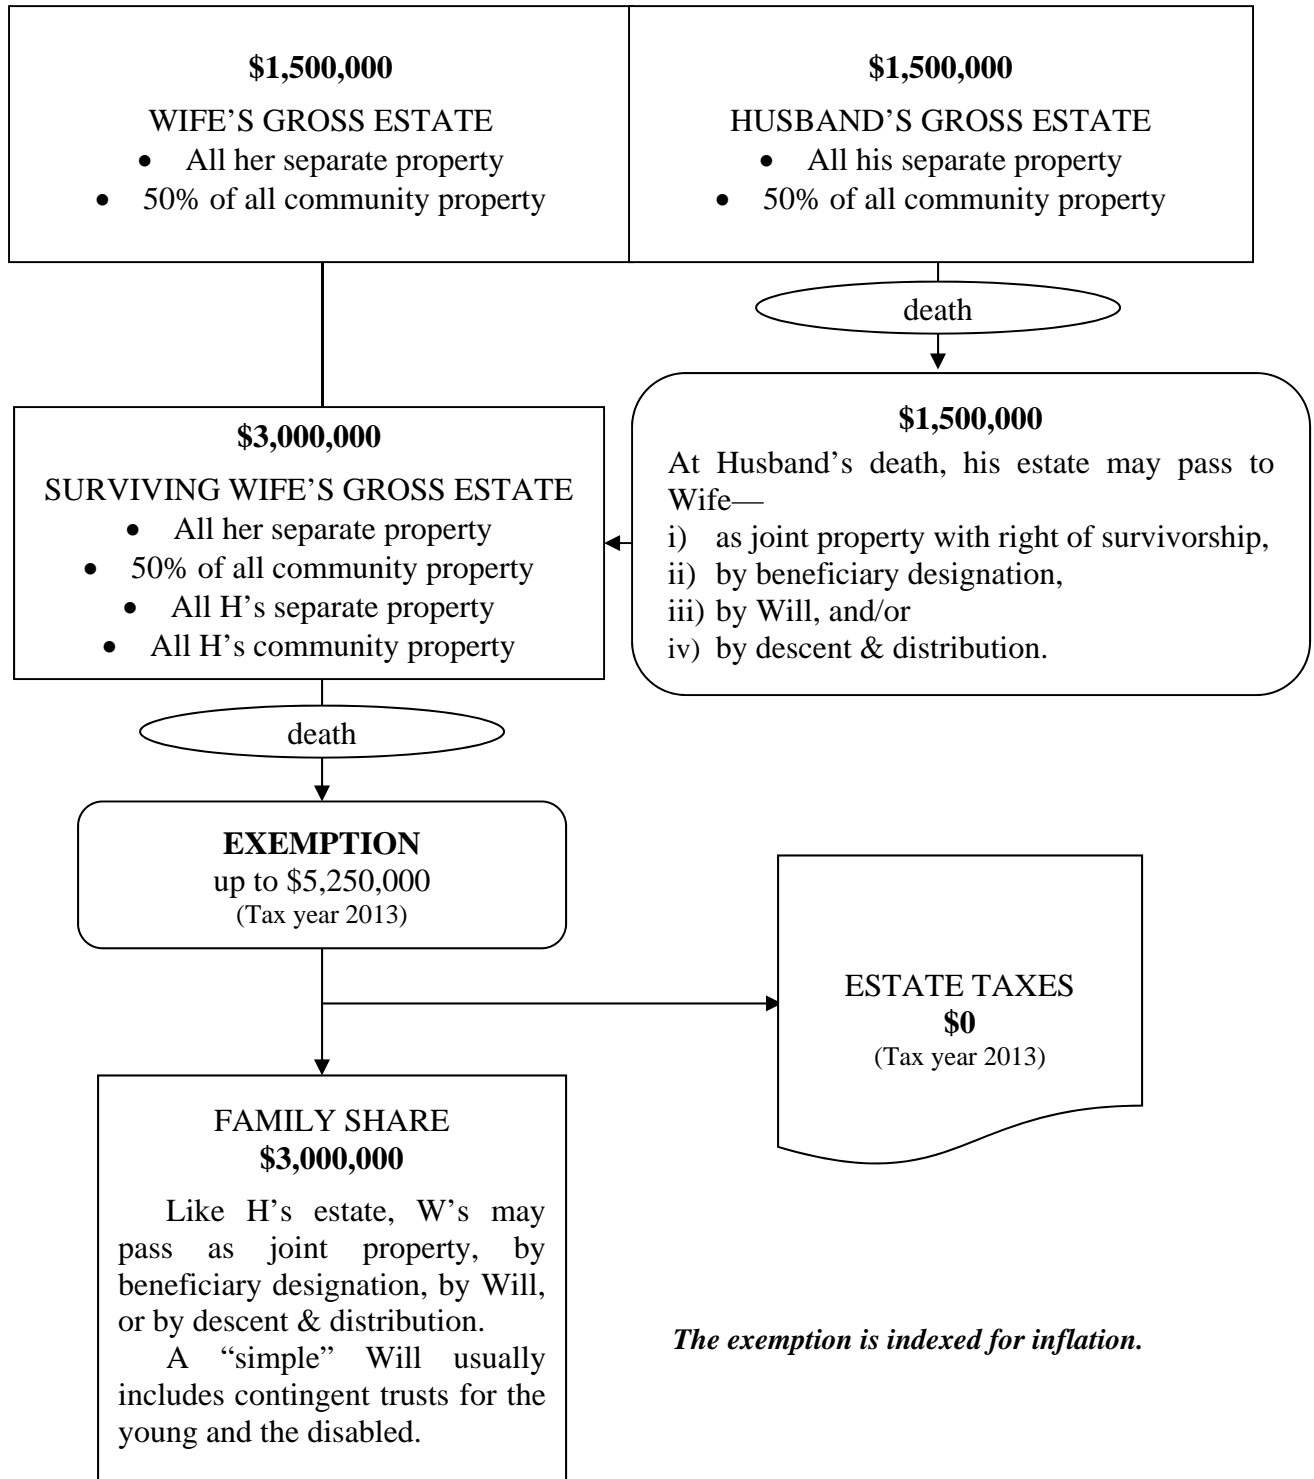 $1,500,000
WIFE’S GROSS ESTATE
• All her separate property
• 50% of all community property
$1,500,000
HUSBAND’S GROSS ESTATE
• All his separate property
• 50% of all community property
death
$1,500,000
At Husband’s death, his estate may pass to
Wife—
i) as joint property with right of survivorship,
ii) by beneficiary designation,
iii) by Will, and/or
iv) by descent & distribution.
$3,000,000
SURVIVING WIFE’S GROSS ESTATE
• All her separate property
• 50% of all community property
• All H’s separate property
• All H’s community property
death
EXEMPTION
up to $5,250,000
(Tax year 2013)
ESTATE TAXES
$0
(Tax year 2013)
FAMILY SHARE
$3,000,000
Like H’s estate, W’s may
pass as joint property, by
beneficiary designation, by Will,
or by descent & distribution.
A “simple” Will usually
includes contingent trusts for the
young and the disabled.
The exemption is indexed for inflation.